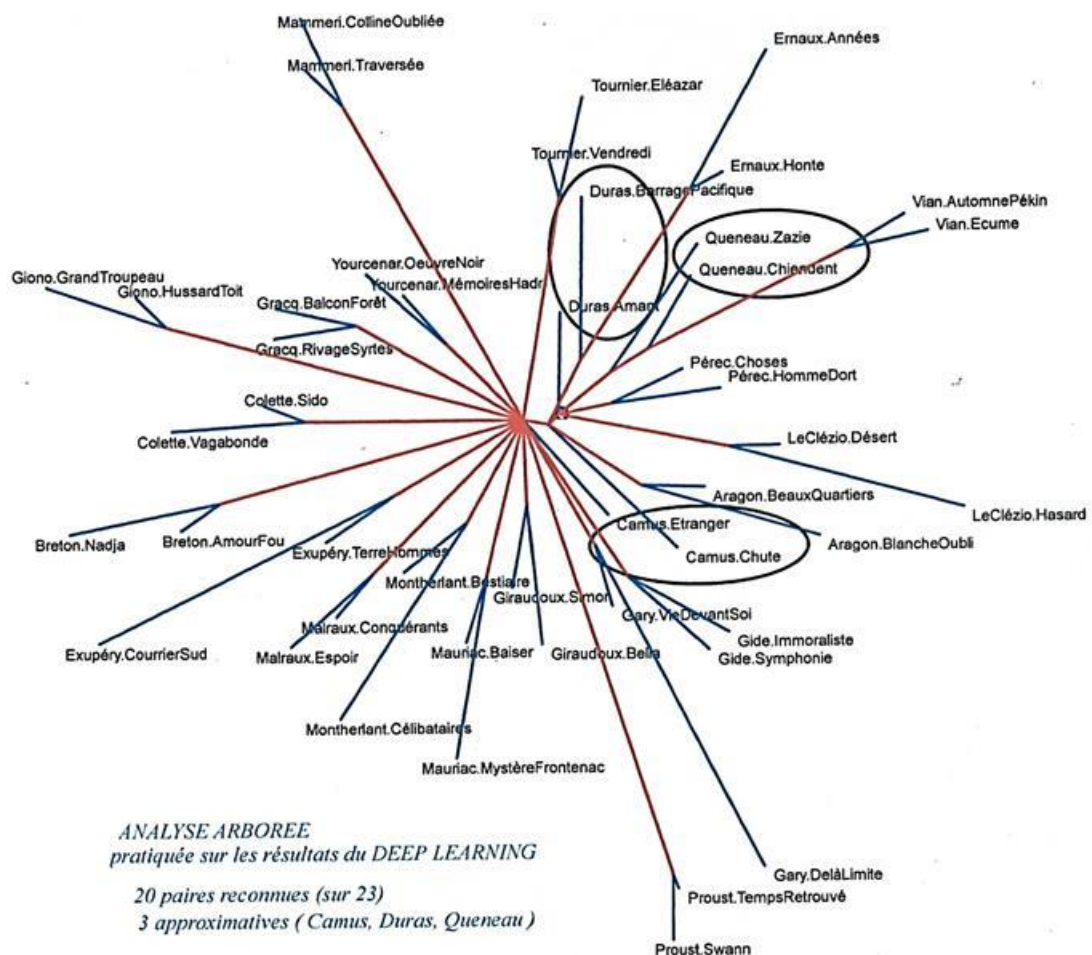 Mammeri.CollineOubliée
Ernaux.Années
Mammeri.Traversée
Tournier.Eléazar
Tournier.Vendredi
Ernaux.Honte
Duras.BarragePacifique
Vian.AutomnePékin
Vian.Ecume
Queneau.Zazie
Yourcenar.OeuvreNoir
Queneau.Chiendent
Giono.GrandTroupeau
Yourcenar.MémoiresHadr
Giono.HussardToit
Gracq.BalconForêt
Duras.Amant
Gracq.RivageSyrtes
Pérec.Choses
Pérec.HommeDort
Colette.Sido
Colette.Vagabonde
LeClézio.Désert
Aragon.BeauxQuartiers
LeClézio.Hasard
Camus.Etranger
Breton.Nadja
Breton.AmourFou
Aragon.BlancheOubli
Exupéry.TerreHommes
Camus.Chute
Montherlant.Bestiaire
Giraudoux.Simon
Gary.VieDevantSoi
Malraux.Conquérants
Gide.Immoraliste
Exupéry.CourrierSud
Malraux.Espoir
Mauriac.Baiser
Giraudoux.Bella
Gide.Symphonie
Montherlant.Célibataires
Mauriac.MystèreFrontenac
ANALYSE ARBOREE
pratiquée sur les résultats du DEEP LEARNING
20 paires reconnues (sur 23)
3 approximatives ( Camus, Duras, Queneau )
Gary.DelàLimite
Proust.TempsRetrouvé
Proust.Swann